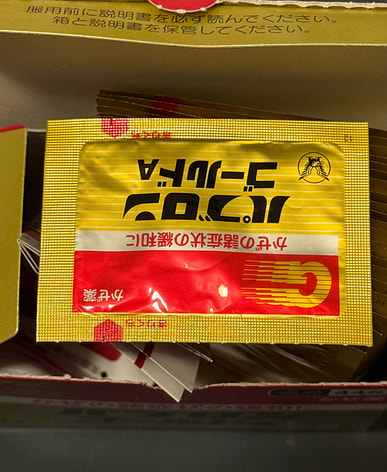 服用前に説明書を必ず読んでください。
箱と説明書を保管してください。
パブロン
ゴールドA
かぜの諸症状の緩和に
かぜ薬